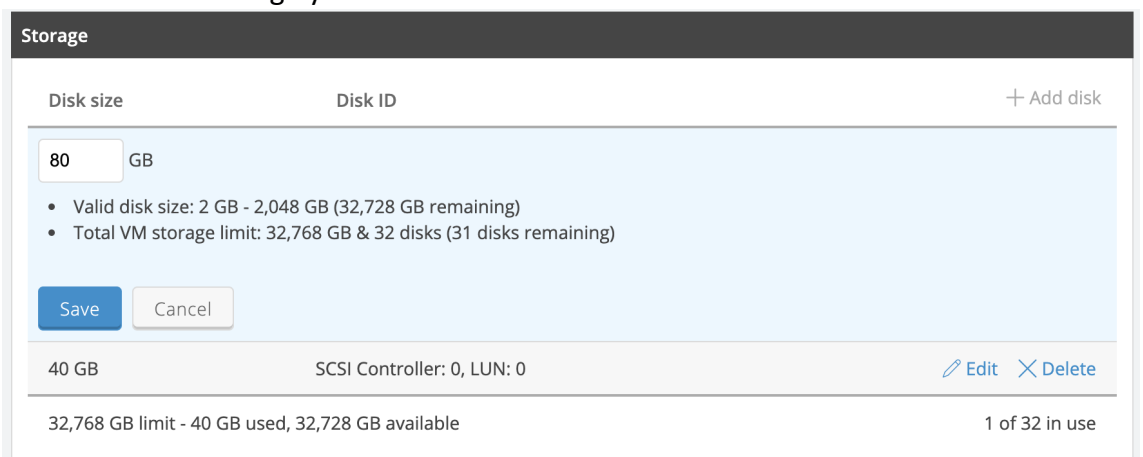 Storage
Disk size Disk ID + Add disk
80 GB
• Valid disk size: 2 GB - 2,048 GB (32,728 GB remaining)
• Total VM storage limit: 32,768 GB & 32 disks (31 disks remaining)
Save Cancel
40 GB SCSI Controller: 0, LUN: 0 Edit Delete
32,768 GB limit - 40 GB used, 32,728 GB available 1 of 32 in use